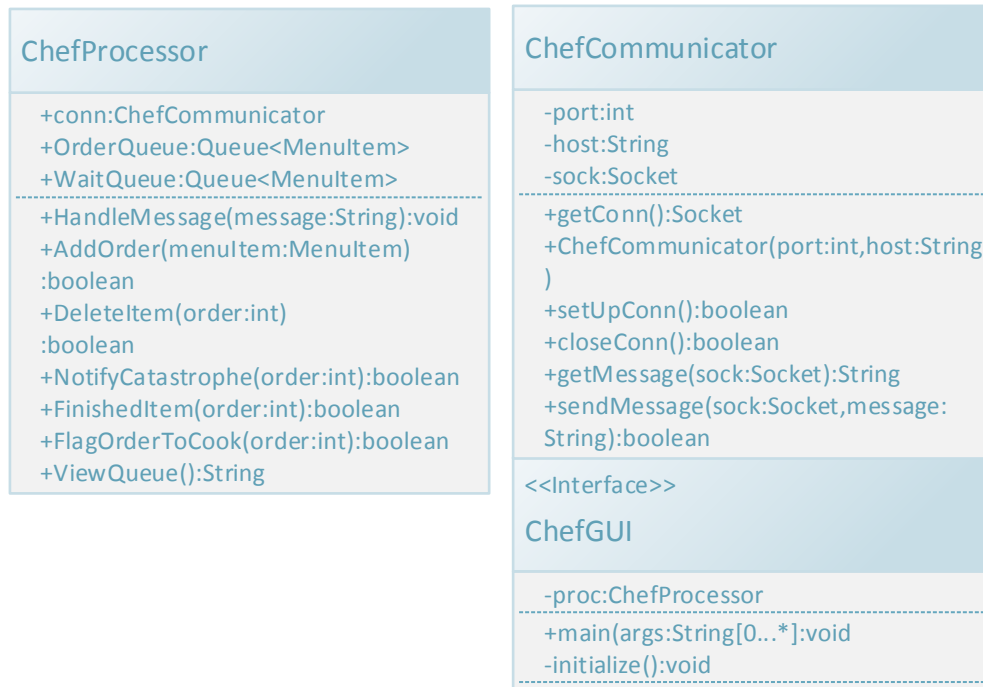 ChefProcessor
+conn:ChefCommunicator
+OrderQueue:Queue<MenuItem>
+WaitQueue:Queue<MenuItem>
+HandleMessage(message:String):void
+AddOrder(menuItem:MenuItem)
:boolean
+DeleteItem(order:int)
:boolean
+NotifyCatastrophe(order:int):boolean
+FinishedItem(order:int):boolean
+FlagOrderToCook(order:int):boolean
+ViewQueue():String
ChefCommunicator
-port:int
-host:String
-sock:Socket
+getConn():Socket
+ChefCommunicator(port:int,host:String
)
+setUpConn():boolean
+closeConn():boolean
+getMessage(sock:Socket):String
+sendMessage(sock:Socket,message:
String):boolean
<<Interface>>
ChefGUI
-proc:ChefProcessor
+main(args:String[0...*]:void
-initialize():void